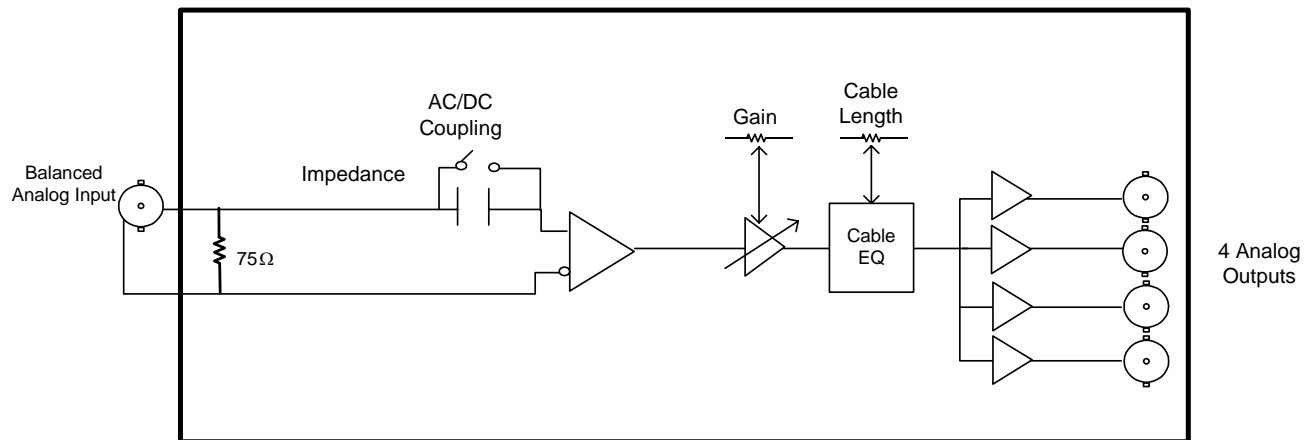 AC/DC
Coupling
Gain
Cable
Length
Balanced
Analog Input
Impedance
75Ω
Cable
EQ
4 Analog
Outputs